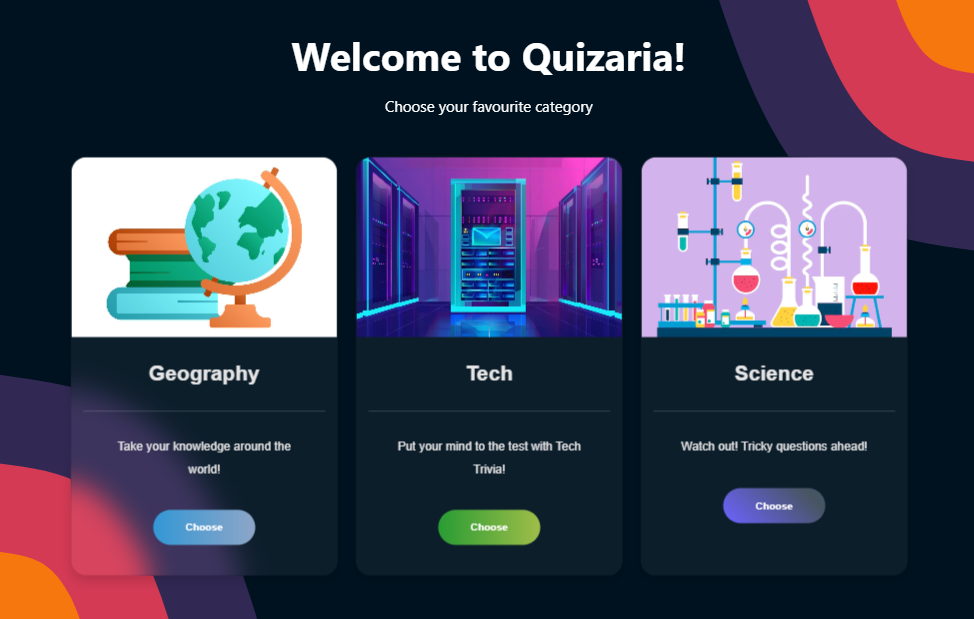 Welcome to Quizaria!
Choose your favourite category
Geography
Take your knowledge around the
world!
Choose
Tech
Put your mind to the test with Tech
Trivia!
Choose
Science
Watch out! Tricky questions ahead!
Choose